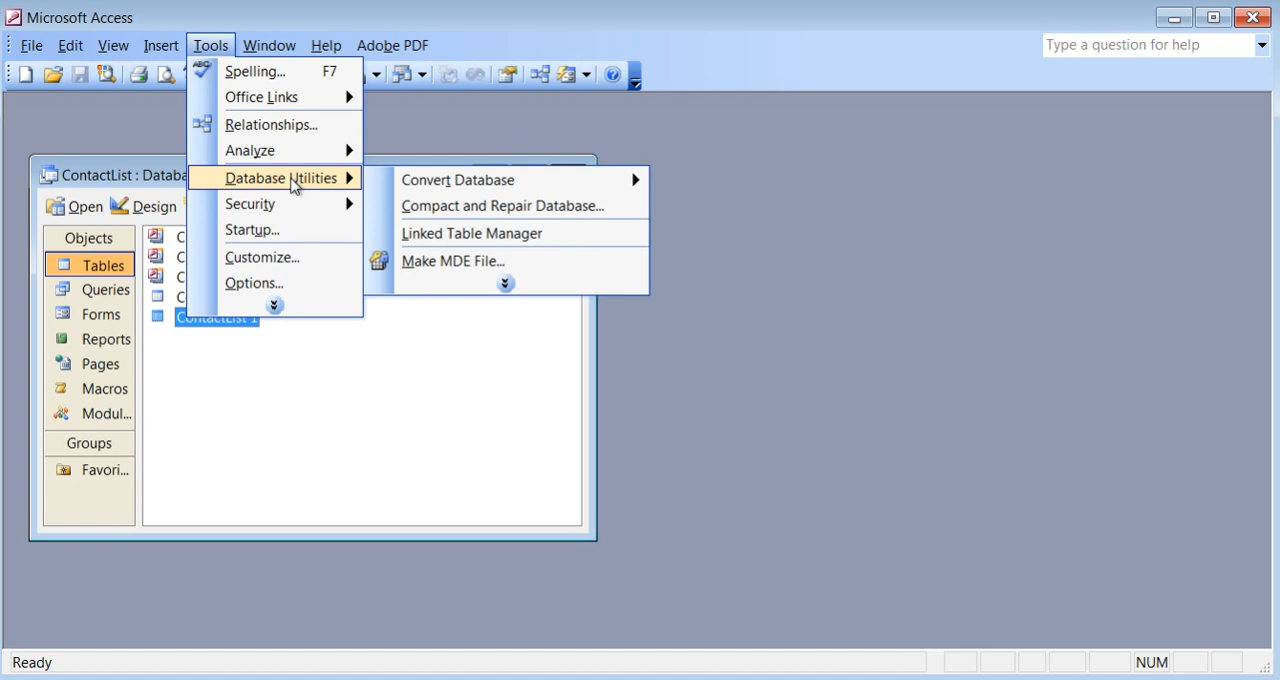 Microsoft Access
File Edit View Insert Tools Window Help Adobe PDF
Type a question for help
Spelling... F7
Office Links
Relationships...
Analyze
Database Utilities
Security
Startup...
Customize...
Options...
Convert Database
Compact and Repair Database...
Linked Table Manager
Make MDE File...
ContactList : Databa
Open Design
Objects
Tables
Queries
Forms
Reports
Pages
Macros
Modul...
Groups
Favori...
C
C
C
C
ContactList 1
Ready
NUM